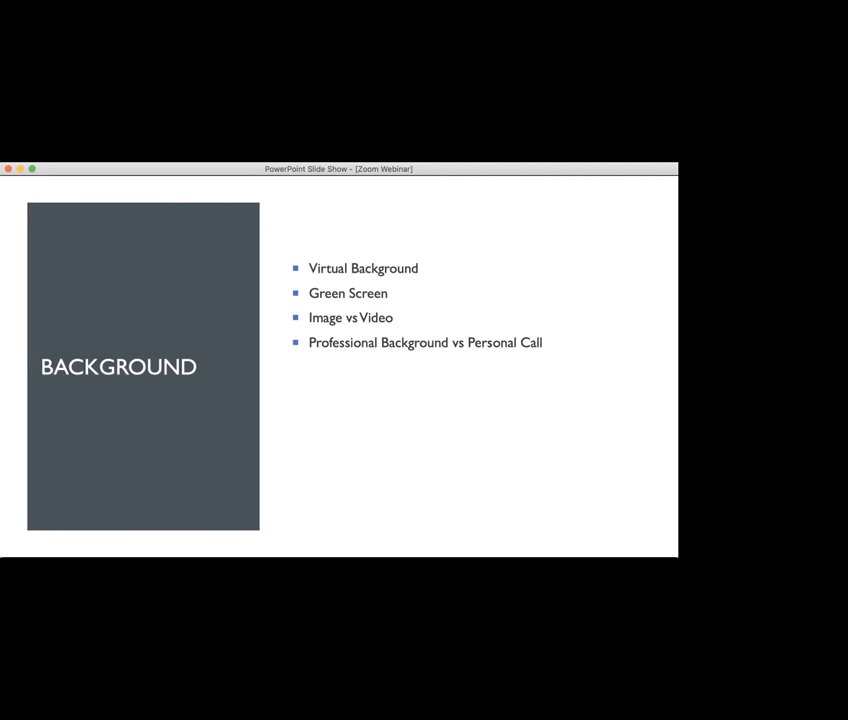 PowerPoint Slide Show - [Zoom Webinar]
BACKGROUND
Virtual Background
Green Screen
Image vs Video
Professional Background vs Personal Call